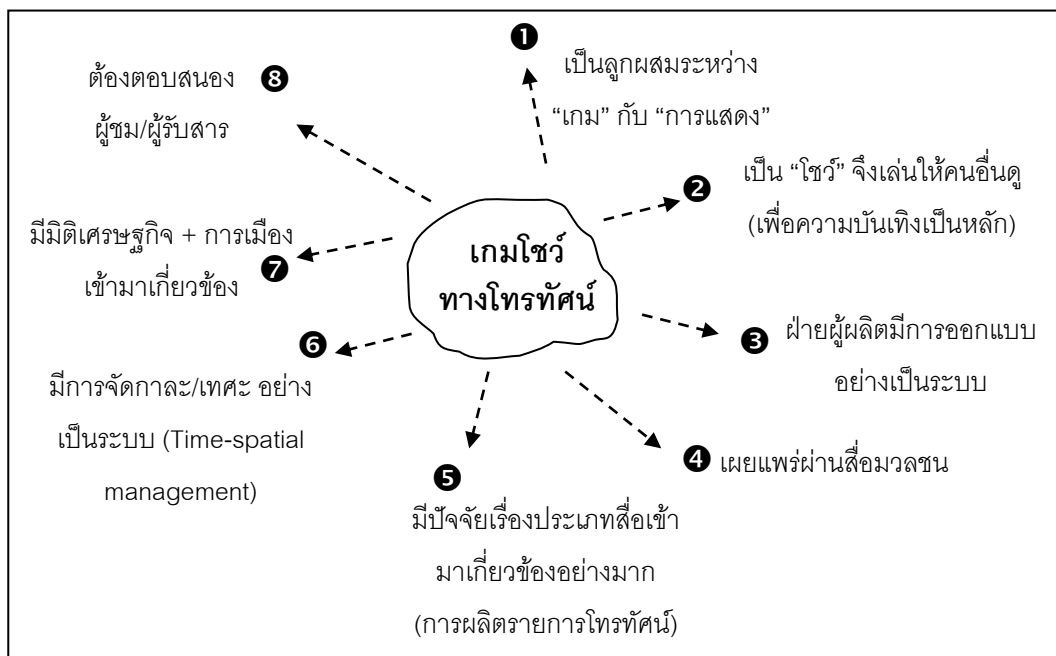 ❶
เป็นลูกผสมระหว่าง
“เกม” กับ “การแสดง”
❷
เป็น “โชว์” จึงเล่นให้คนอื่นดู
(เพื่อความบันเทิงเป็นหลัก)
❸
ฝ่ายผู้ผลิตมีการออกแบบ
อย่างเป็นระบบ
❹ เผยแพร่ผ่านสื่อมวลชน
❺
มีปัจจัยเรื่องประเภทสื่อเข้า
มาเกี่ยวข้องอย่างมาก
(การผลิตรายการโทรทัศน์)
❻
มีการจัดกาละ/เทศะ อย่าง
เป็นระบบ (Time-spatial
management)
❼
มีมิติเศรษฐกิจ + การเมือง
เข้ามาเกี่ยวข้อง
❽
ต้องตอบสนอง
ผู้ชม/ผู้รับสาร
เกมโชว์
ทางโทรทัศน์